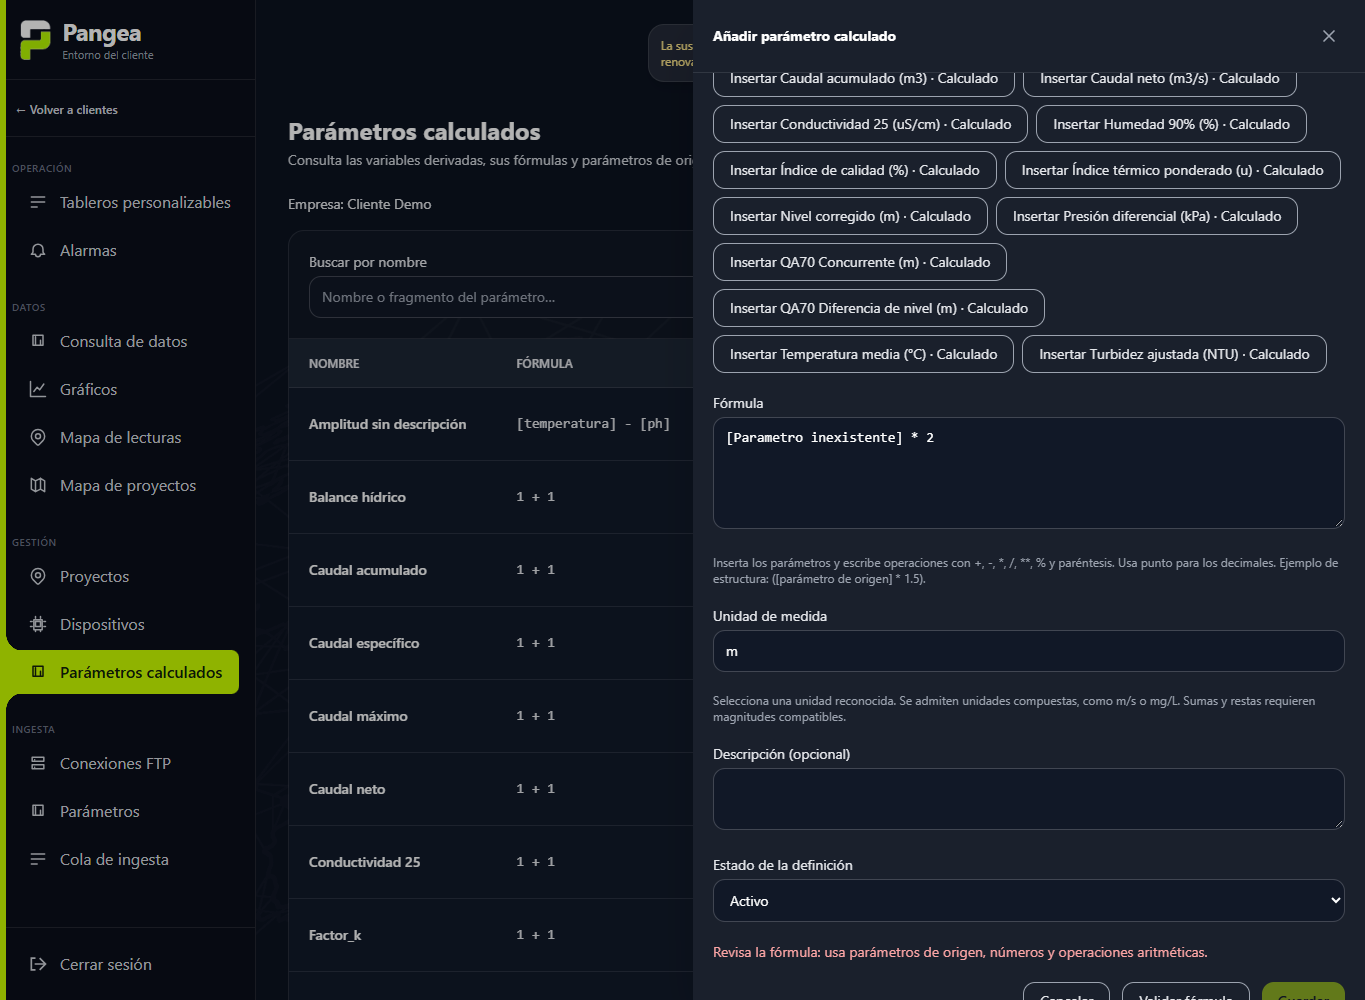 Pangea
Entorno del cliente
← Volver a clientes
OPERACIÓN
Tableros personalizables
Alarmas
DATOS
Consulta de datos
Gráficos
Mapa de lecturas
Mapa de proyectos
GESTIÓN
Proyectos
Dispositivos
Parámetros calculados
INGESTA
Conexiones FTP
Parámetros
Cola de ingesta
Cerrar sesión
La sus
renova
Parámetros calculados
Consulta las variables derivadas, sus fórmulas y parámetros de ori
Empresa: Cliente Demo
Buscar por nombre
Nombre o fragmento del parámetro...
NOMBRE FÓRMULA
Amplitud sin descripción [temperatura] - [ph]
Balance hídrico 1 + 1
Caudal acumulado 1 + 1
Caudal específico 1 + 1
Caudal máximo 1 + 1
Caudal neto 1 + 1
Conductividad 25 1 + 1
Factor_k 1 + 1
Añadir parámetro calculado
Insertar Caudal acumulado (m3) · Calculado Insertar Caudal neto (m3/s) · Calculado
Insertar Conductividad 25 (uS/cm) · Calculado Insertar Humedad 90% (%) · Calculado
Insertar Índice de calidad (%) · Calculado Insertar Índice térmico ponderado (u) · Calculado
Insertar Nivel corregido (m) · Calculado Insertar Presión diferencial (kPa) · Calculado
Insertar QA70 Concurrente (m) · Calculado
Insertar QA70 Diferencia de nivel (m) · Calculado
Insertar Temperatura media (°C) · Calculado Insertar Turbidez ajustada (NTU) · Calculado
Fórmula
[Parametro inexistente] * 2
Inserta los parámetros y escribe operaciones con +, -, *, /, **, % y paréntesis. Usa punto para los decimales. Ejemplo de
estructura: ([parámetro de origen] * 1.5).
Unidad de medida
m
Selecciona una unidad reconocida. Se admiten unidades compuestas, como m/s o mg/L. Sumas y restas requieren
magnitudes compatibles.
Descripción (opcional)
Estado de la definición
Activo
Revisa la fórmula: usa parámetros de origen, números y operaciones aritméticas.
Cancelar Validar fórmula Guardar